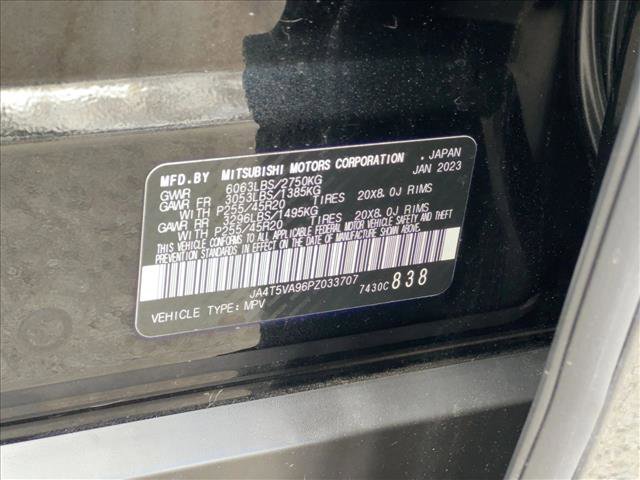 MFD.BY MITSUBISHI MOTORS CORPORATION , JAPAN
GVWR 6063LBS/2750KG JAN 2023
GAWR FR 3053LBS/1385KG
WITH P255/45R20 TIRES 20X8.0J RIMS
GAWR RR 3296LBS/1495KG
WITH P255/45R20 TIRES 20X8.0J RIMS
THIS VEHICLE CONFORMS TO ALL APPLICABLE FEDERAL MOTOR VEHICLE SAFETY AND THEFT
PREVENTION STANDARDS IN EFFECT ON THE DATE OF MANUFACTURE SHOWN ABOVE.
JA4T5VA96PZ033707 7430C 838
VEHICLE TYPE: MPV